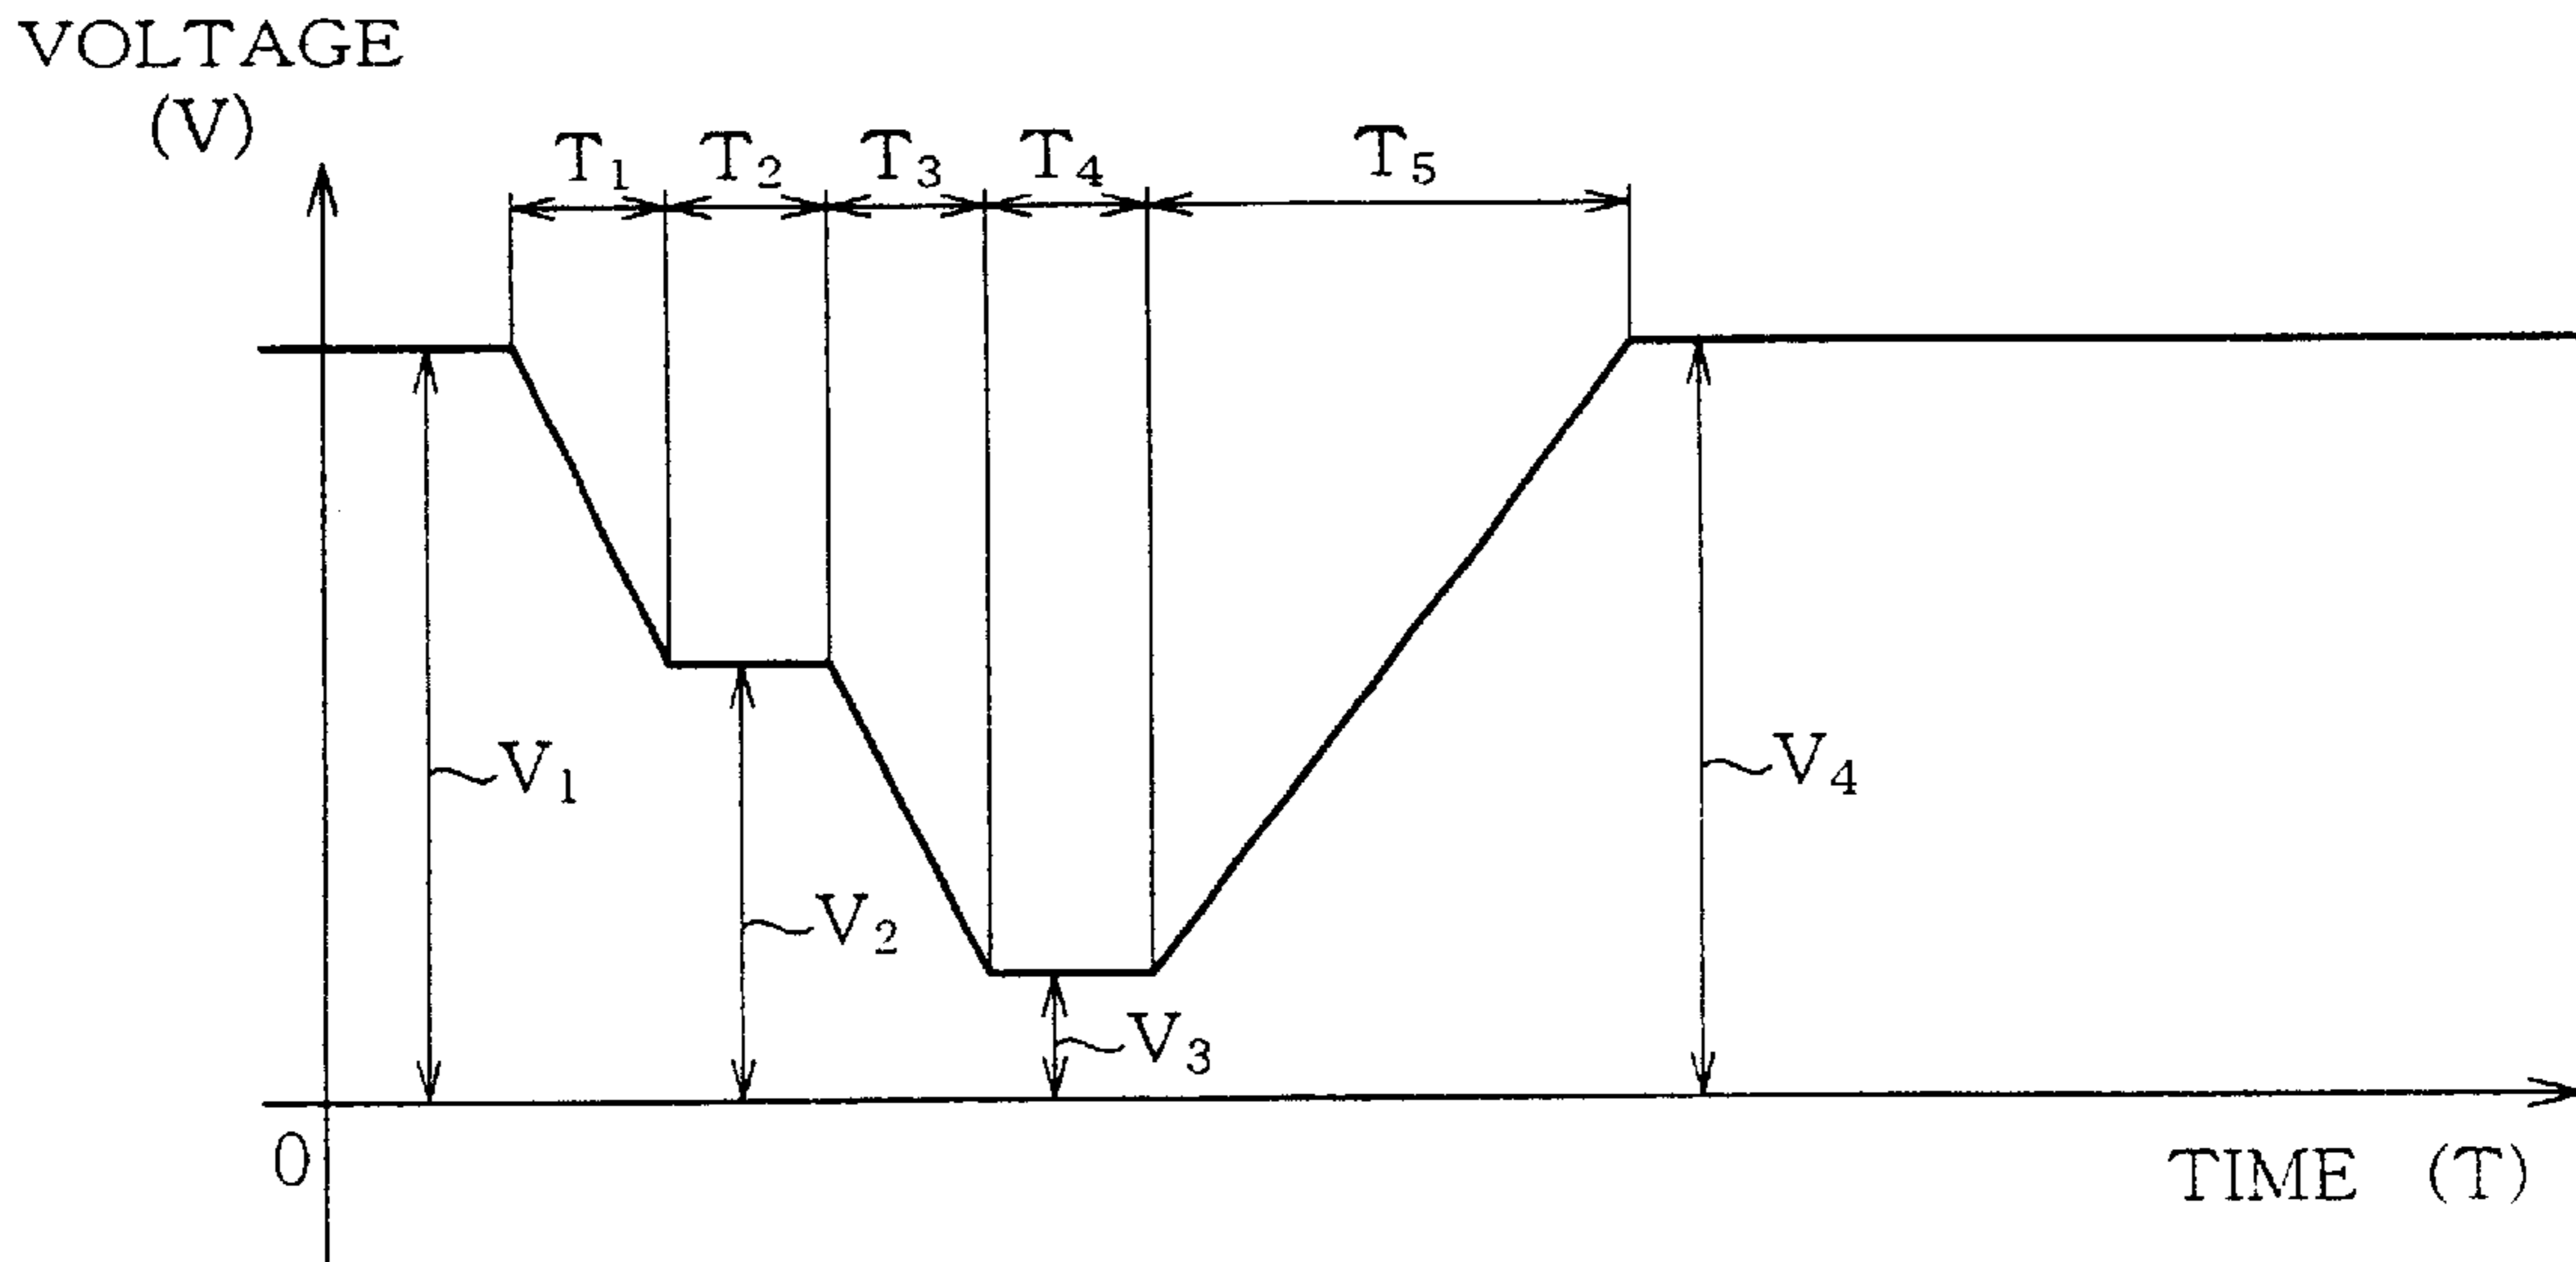 VOLTAGE
(V)
T₁ T₂ T₃ T₄ T₅
V₁
V₄
V₂
V₃
0
TIME (T)